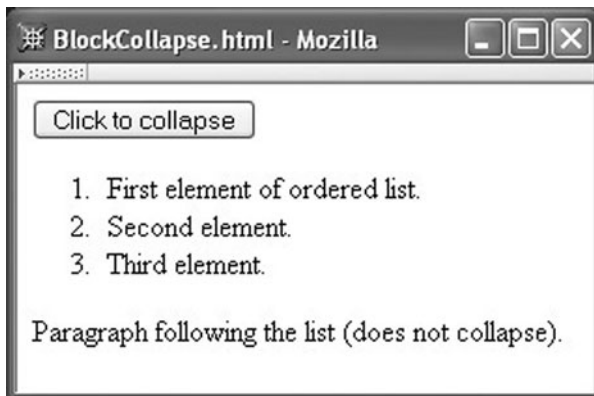 BlockCollapse.html - Mozilla
Click to collapse
1. First element of ordered list.
2. Second element.
3. Third element.
Paragraph following the list (does not collapse).